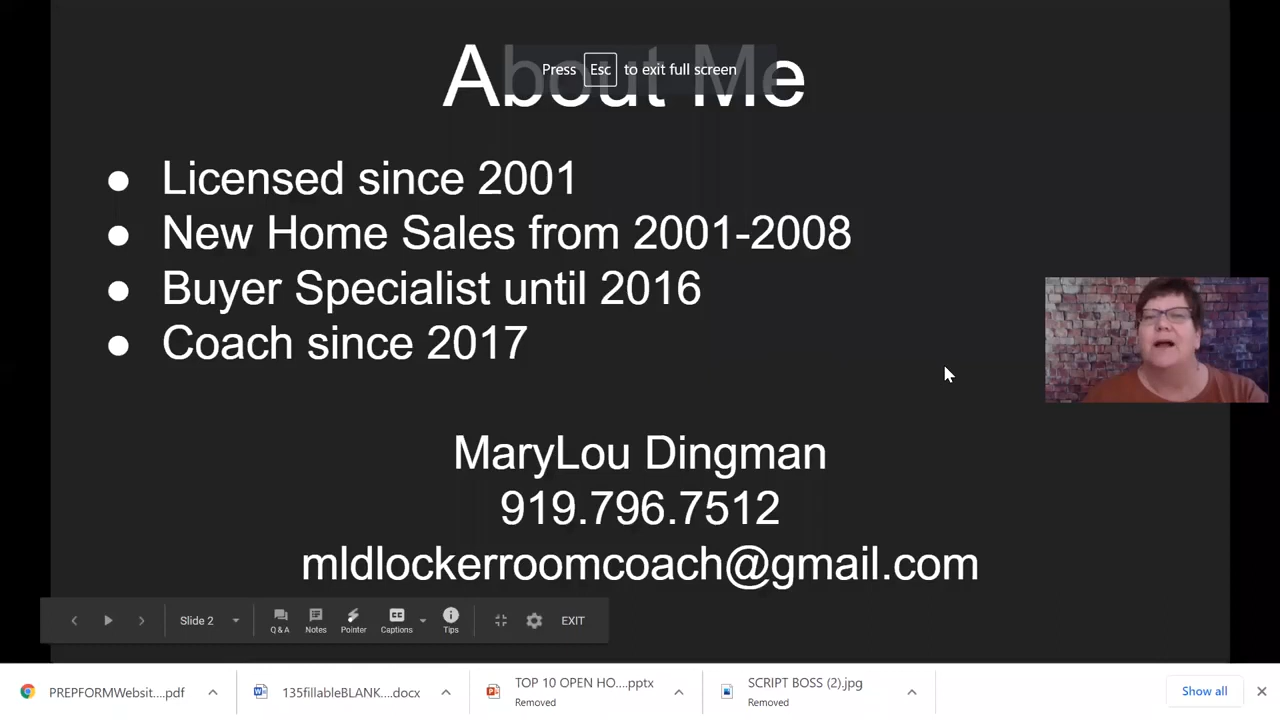 About Me
Press Esc to exit full screen
● Licensed since 2001
● New Home Sales from 2001-2008
● Buyer Specialist until 2016
● Coach since 2017
MaryLou Dingman
919.796.7512
mldlockerroomcoach@gmail.com
Slide 2
Q & A
Notes
Pointer
CC
Captions
Tips
EXIT
PREPFORMWebsit....pdf
135fillableBLANK....docx
TOP 10 OPEN HO....pptx
Removed
SCRIPT BOSS (2).jpg
Removed
Show all